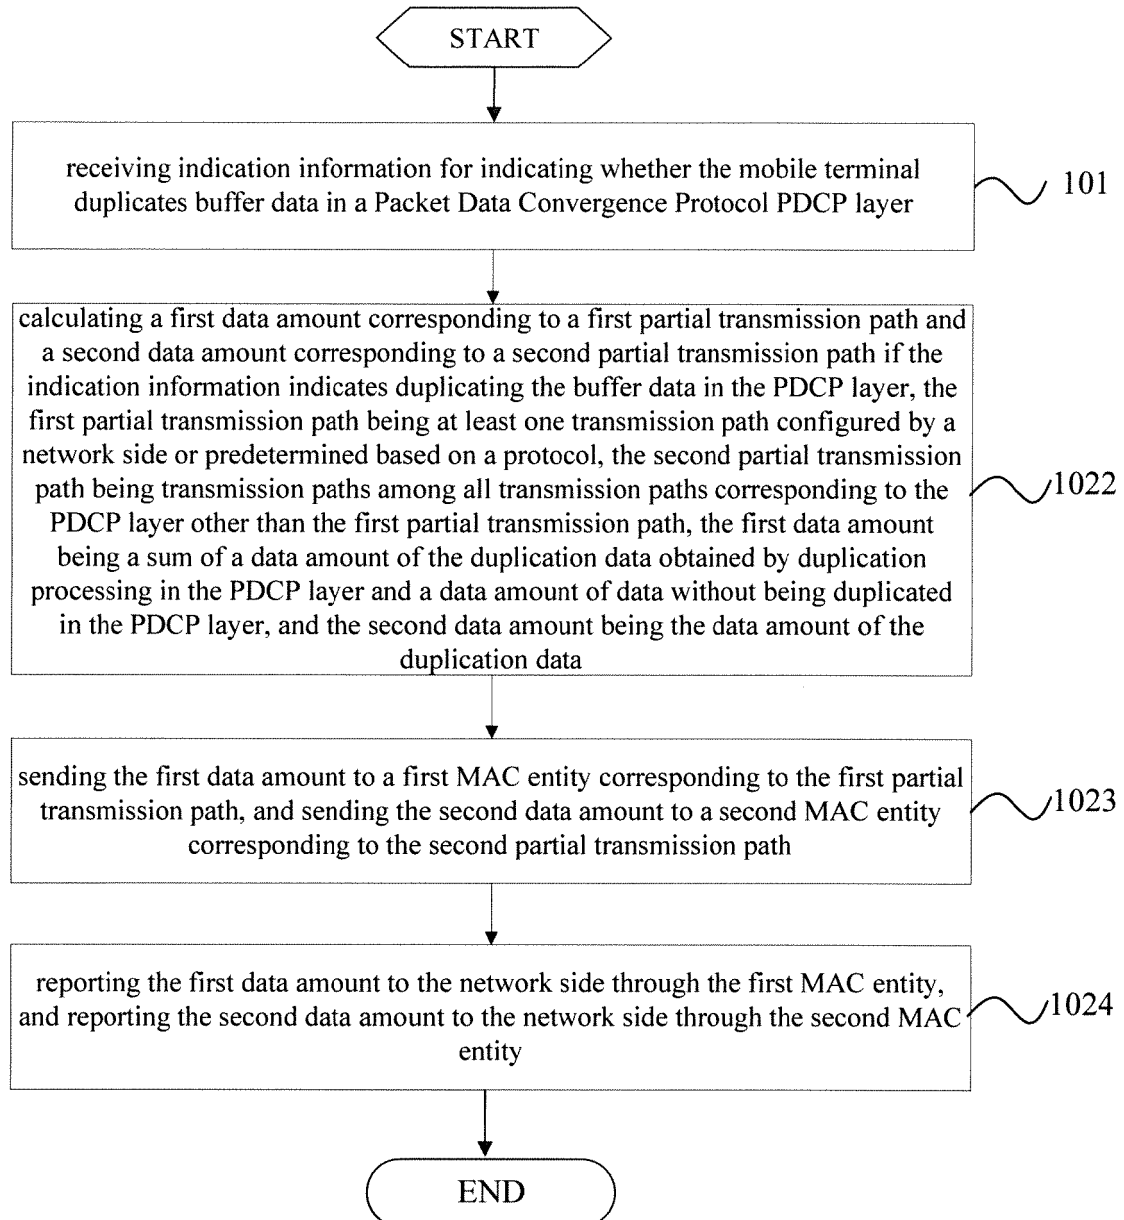 START
receiving indication information for indicating whether the mobile terminal
duplicates buffer data in a Packet Data Convergence Protocol PDCP layer
101
calculating a first data amount corresponding to a first partial transmission path and
a second data amount corresponding to a second partial transmission path if the
indication information indicates duplicating the buffer data in the PDCP layer, the
first partial transmission path being at least one transmission path configured by a
network side or predetermined based on a protocol, the second partial transmission
path being transmission paths among all transmission paths corresponding to the
PDCP layer other than the first partial transmission path, the first data amount
being a sum of a data amount of the duplication data obtained by duplication
processing in the PDCP layer and a data amount of data without being duplicated
in the PDCP layer, and the second data amount being the data amount of the
duplication data
1022
sending the first data amount to a first MAC entity corresponding to the first partial
transmission path, and sending the second data amount to a second MAC entity
corresponding to the second partial transmission path
1023
reporting the first data amount to the network side through the first MAC entity,
and reporting the second data amount to the network side through the second MAC
entity
1024
END